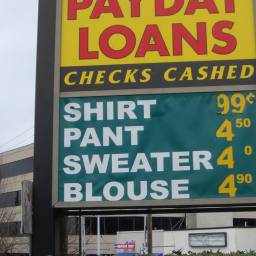 PAYDAY
LOANS
CHECKS CASHED
SHIRT 99¢
PANT 4 50
SWEATER 4 0
BLOUSE 4 90